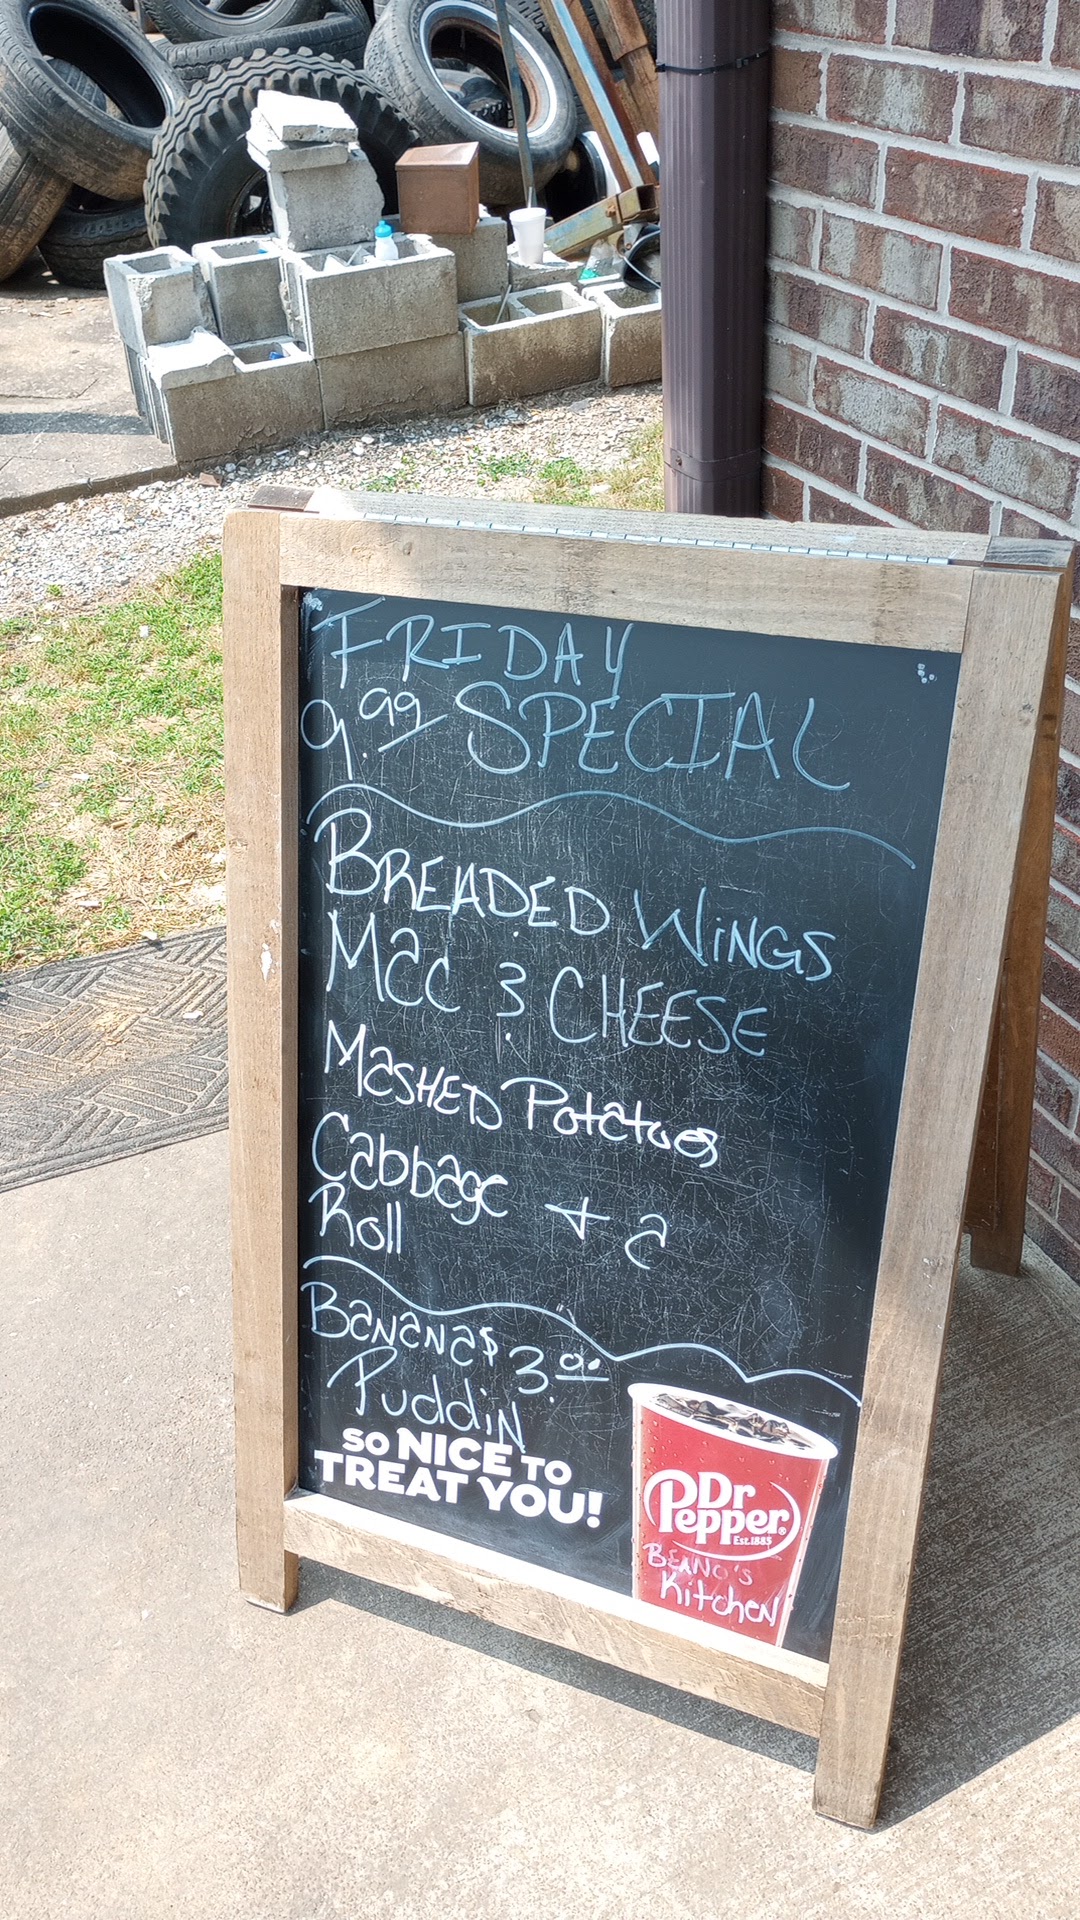 FRIDAY
9.99 SPECIAL
BREADED WINGS
Mac & CHEESE
MaSHED Potatoes
Cabbage + a
Roll
BaNaNa $3.00
PuddiN
SO NICE TO
TREAT YOU!
Dr
Pepper®
Est.1885
BEANO'S
KitcheN